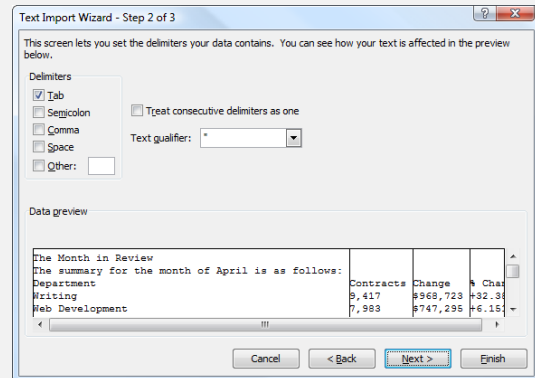 Text Import Wizard - Step 2 of 3
This screen lets you set the delimiters your data contains. You can see how your text is affected in the preview
below.
Delimiters
Tab
Semicolon
Comma
Space
Other:
Treat consecutive delimiters as one
Text qualifier: "
Data preview
The Month in Review
The summary for the month of April is as follows:
Department Contracts Change % Chan
Writing 9,417 $968,723 +32.38
Web Development 7,983 $747,295 +6.15
Cancel < Back Next > Finish